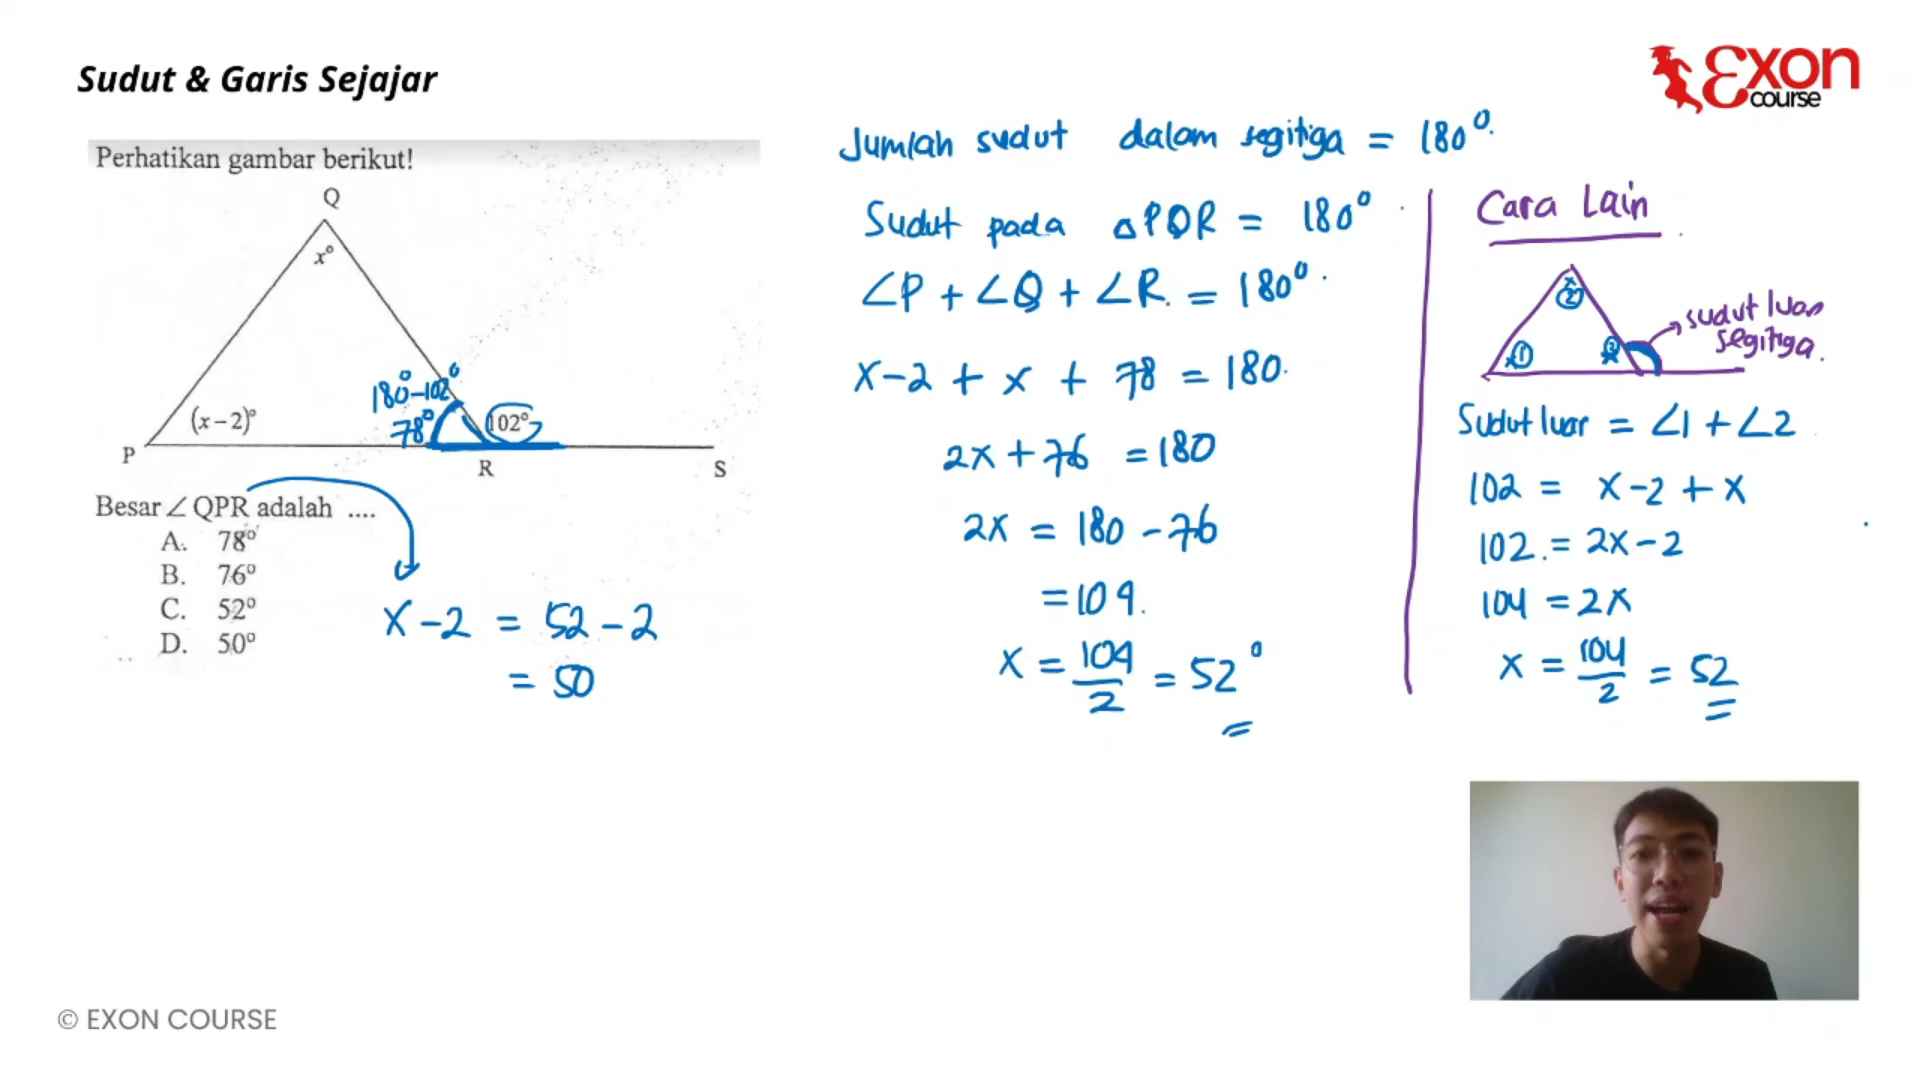 Sudut & Garis Sejajar
Exon
course
Perhatikan gambar berikut!
Q
x°
180°-102°
78°
102°
(x – 2)°
P
R
S
Besar ∠ QPR adalah ....
A. 78°
B. 76°
C. 52°
D. 50°
x-2 = 52-2
= 50
Jumlah sudut dalam segitiga = 180°
Sudut pada △PQR = 180°
∠P + ∠Q + ∠R = 180°
x-2 + x + 78 = 180
2x + 76 = 180
2x = 180 - 76
= 104
x = 104/2 = 52°
Cara Lain
2
1
3
sudut luar
segitiga.
Sudut luar = ∠1 + ∠2
102 = x-2 + x
102 = 2x-2
104 = 2x
x = 104/2 = 52
© EXON COURSE